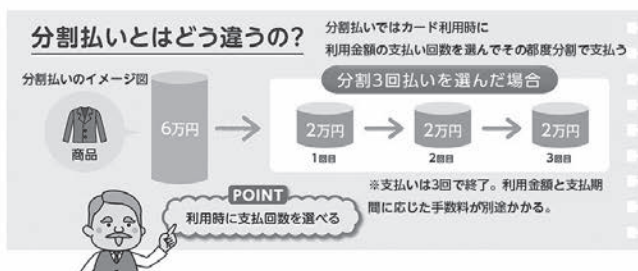 分割払いとはどう違うの?
分割払いではカード利用時に
利用金額の支払い回数を選んでその都度分割で支払う
分割払いのイメージ図
商品
6万円
分割3回払いを選んだ場合
2万円
1回目
2万円
2回目
2万円
3回目
※支払いは3回で終了。利用金額と支払期
間に応じた手数料が別途かかる。
POINT
利用時に支払回数を選べる